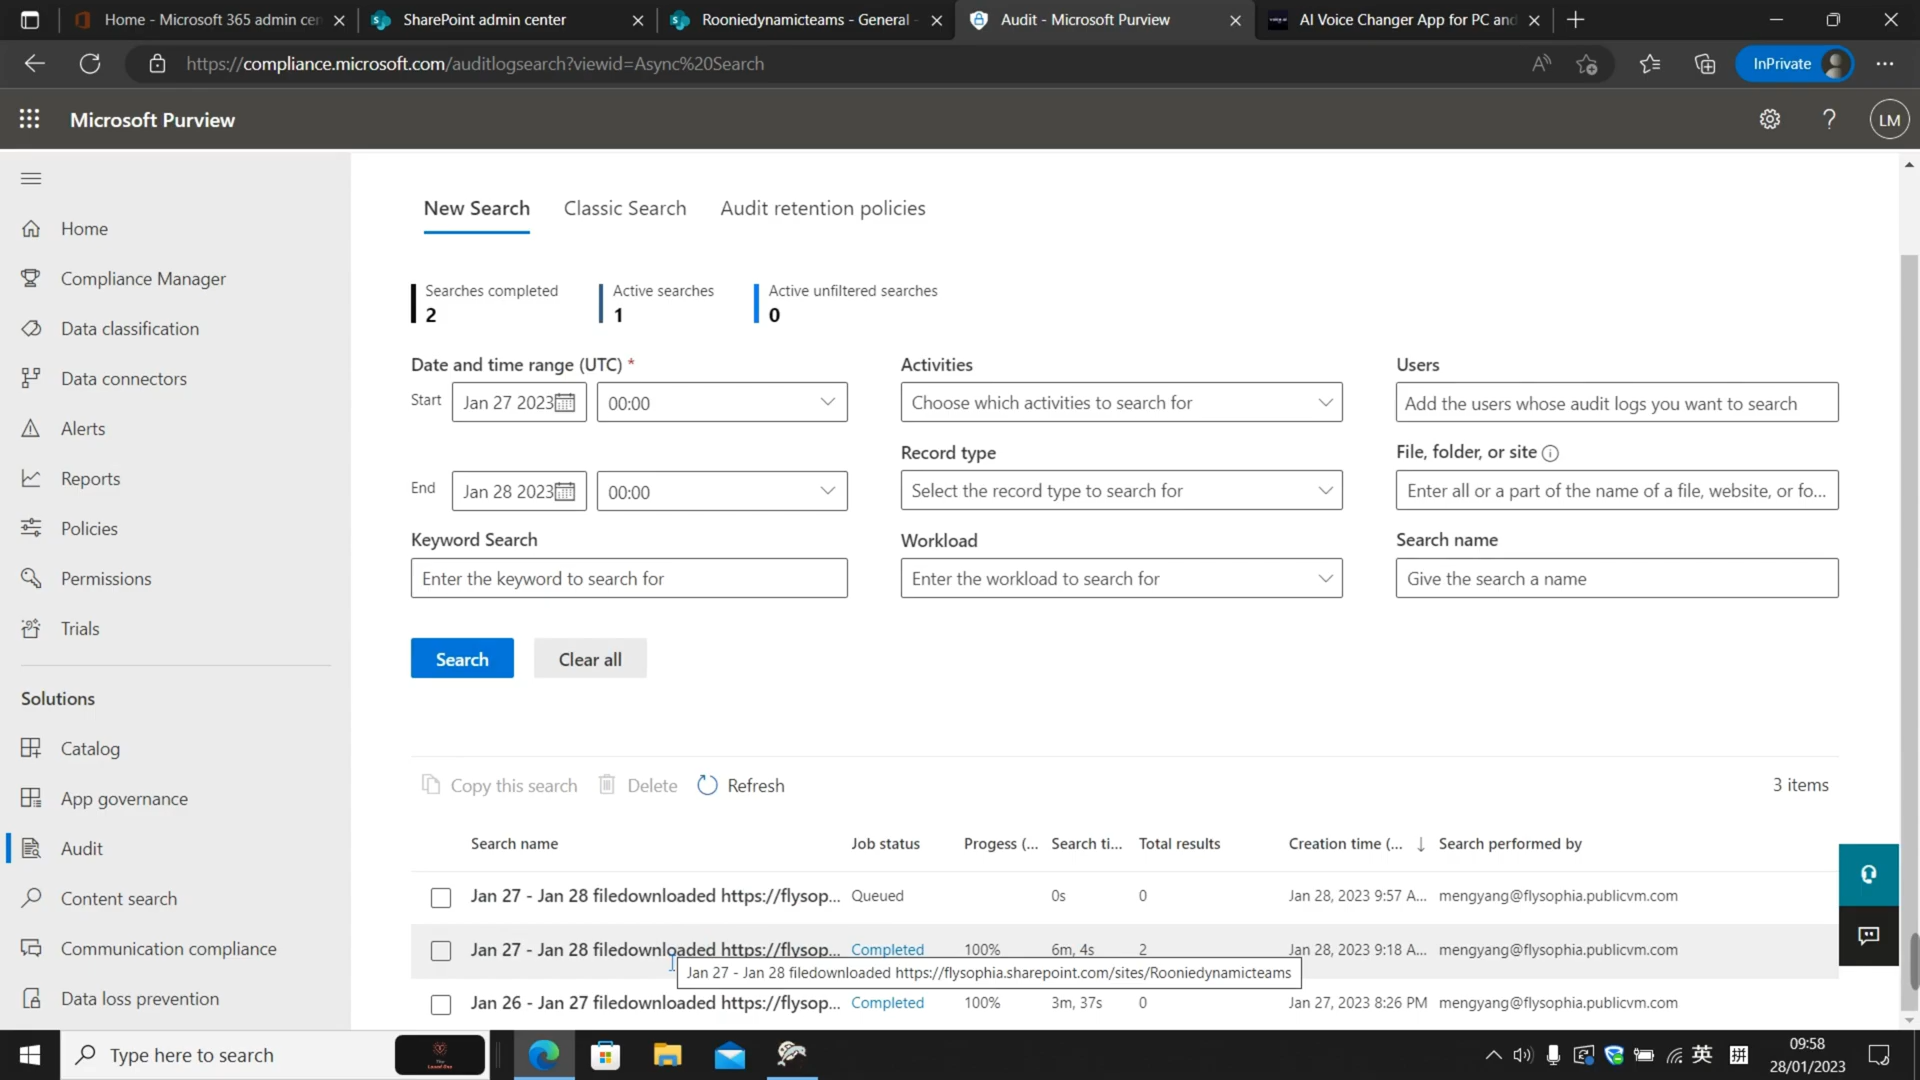 Home - Microsoft 365 admin cen
SharePoint admin center
Rooniedynamicteams - General -
Audit - Microsoft Purview
AI Voice Changer App for PC and
https://compliance.microsoft.com/auditlogsearch?viewid=Async%20Search
InPrivate
Microsoft Purview
LM
Home
Compliance Manager
Data classification
Data connectors
Alerts
Reports
Policies
Permissions
Trials
Solutions
Catalog
App governance
Audit
Content search
Communication compliance
Data loss prevention
New Search
Classic Search
Audit retention policies
Searches completed
2
Active searches
1
Active unfiltered searches
0
Date and time range (UTC) *
Start
Jan 27 2023
00:00
End
Jan 28 2023
00:00
Keyword Search
Enter the keyword to search for
Activities
Choose which activities to search for
Record type
Select the record type to search for
Workload
Enter the workload to search for
Users
Add the users whose audit logs you want to search
File, folder, or site
Enter all or a part of the name of a file, website, or fo...
Search name
Give the search a name
Search
Clear all
Copy this search
Delete
Refresh
3 items
Search name Job status Progess (... Search ti... Total results Creation time (... ↓ Search performed by
Jan 27 - Jan 28 filedownloaded https://flysop... Queued 0s 0 Jan 28, 2023 9:57 A... mengyang@flysophia.publicvm.com
Jan 27 - Jan 28 filedownloaded https://flysop... Completed 100% 6m, 4s 2 Jan 28, 2023 9:18 A... mengyang@flysophia.publicvm.com
Jan 27 - Jan 28 filedownloaded https://flysophia.sharepoint.com/sites/Rooniedynamicteams
Jan 26 - Jan 27 filedownloaded https://flysop... Completed 100% 3m, 37s 0 Jan 27, 2023 8:26 PM mengyang@flysophia.publicvm.com
Type here to search
英
拼
09:58
28/01/2023